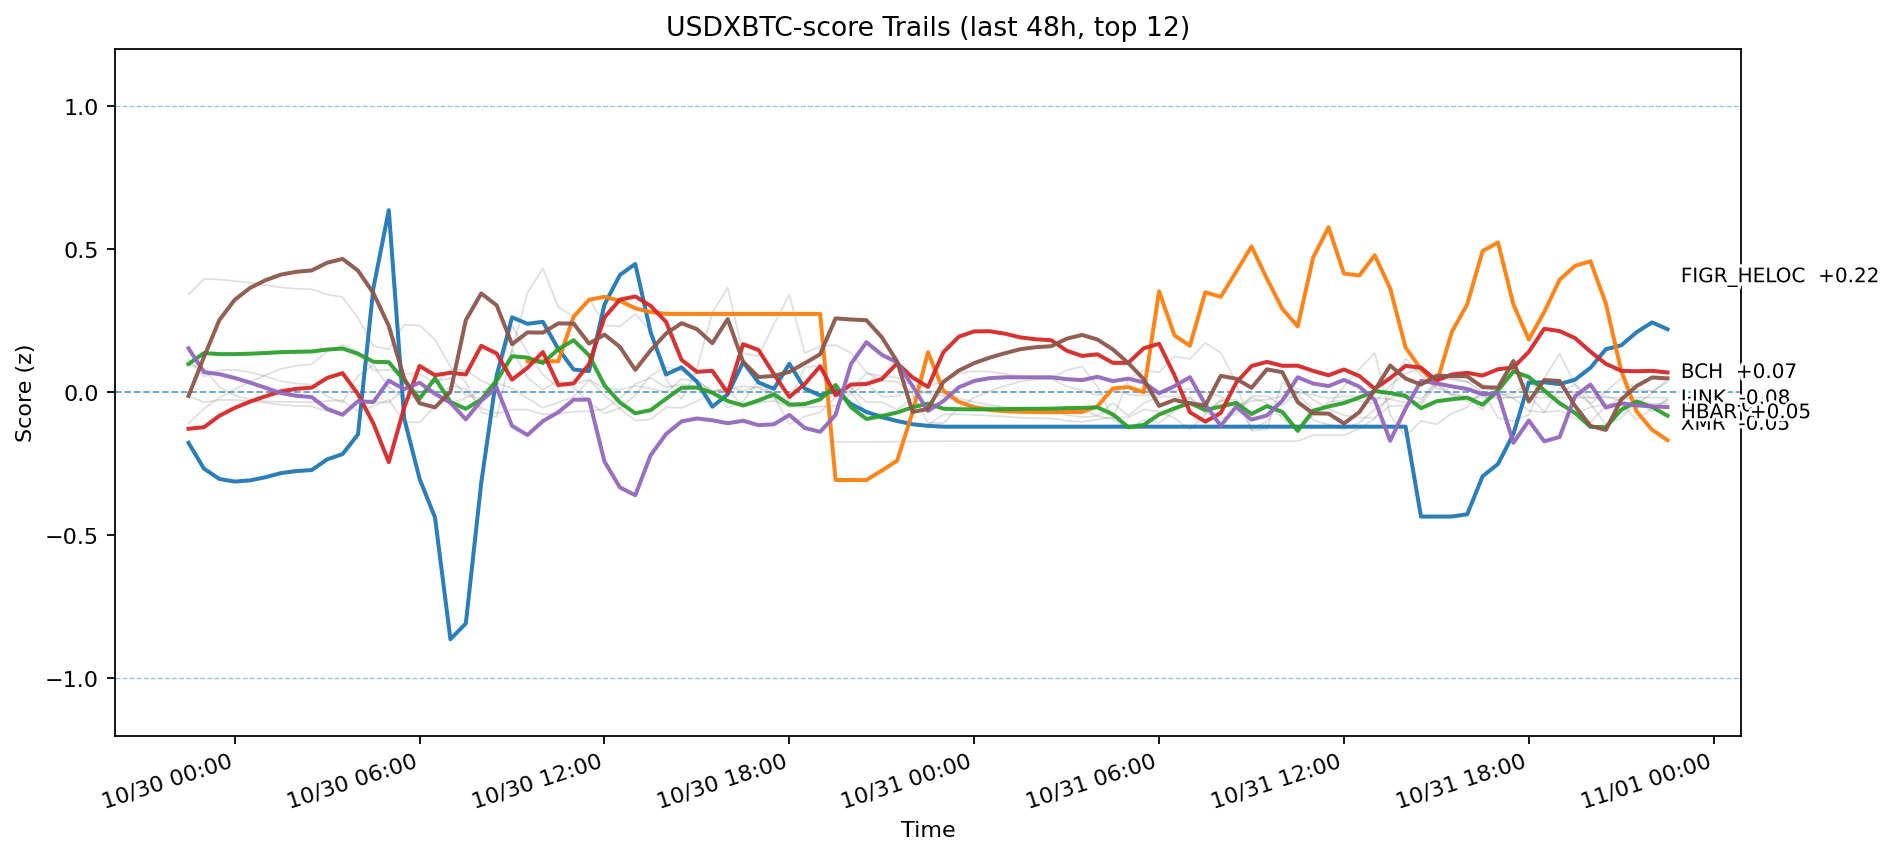 USDXBTC-score Trails (last 48h, top 12)
Score (z)
1.0
0.5
0.0
−0.5
−1.0
FIGR_HELOC +0.22
BCH +0.07
LINK -0.08
HBAR +0.05
XMR -0.05
10/30 00:00
10/30 06:00
10/30 12:00
10/30 18:00
10/31 00:00
10/31 06:00
10/31 12:00
10/31 18:00
11/01 00:00
Time